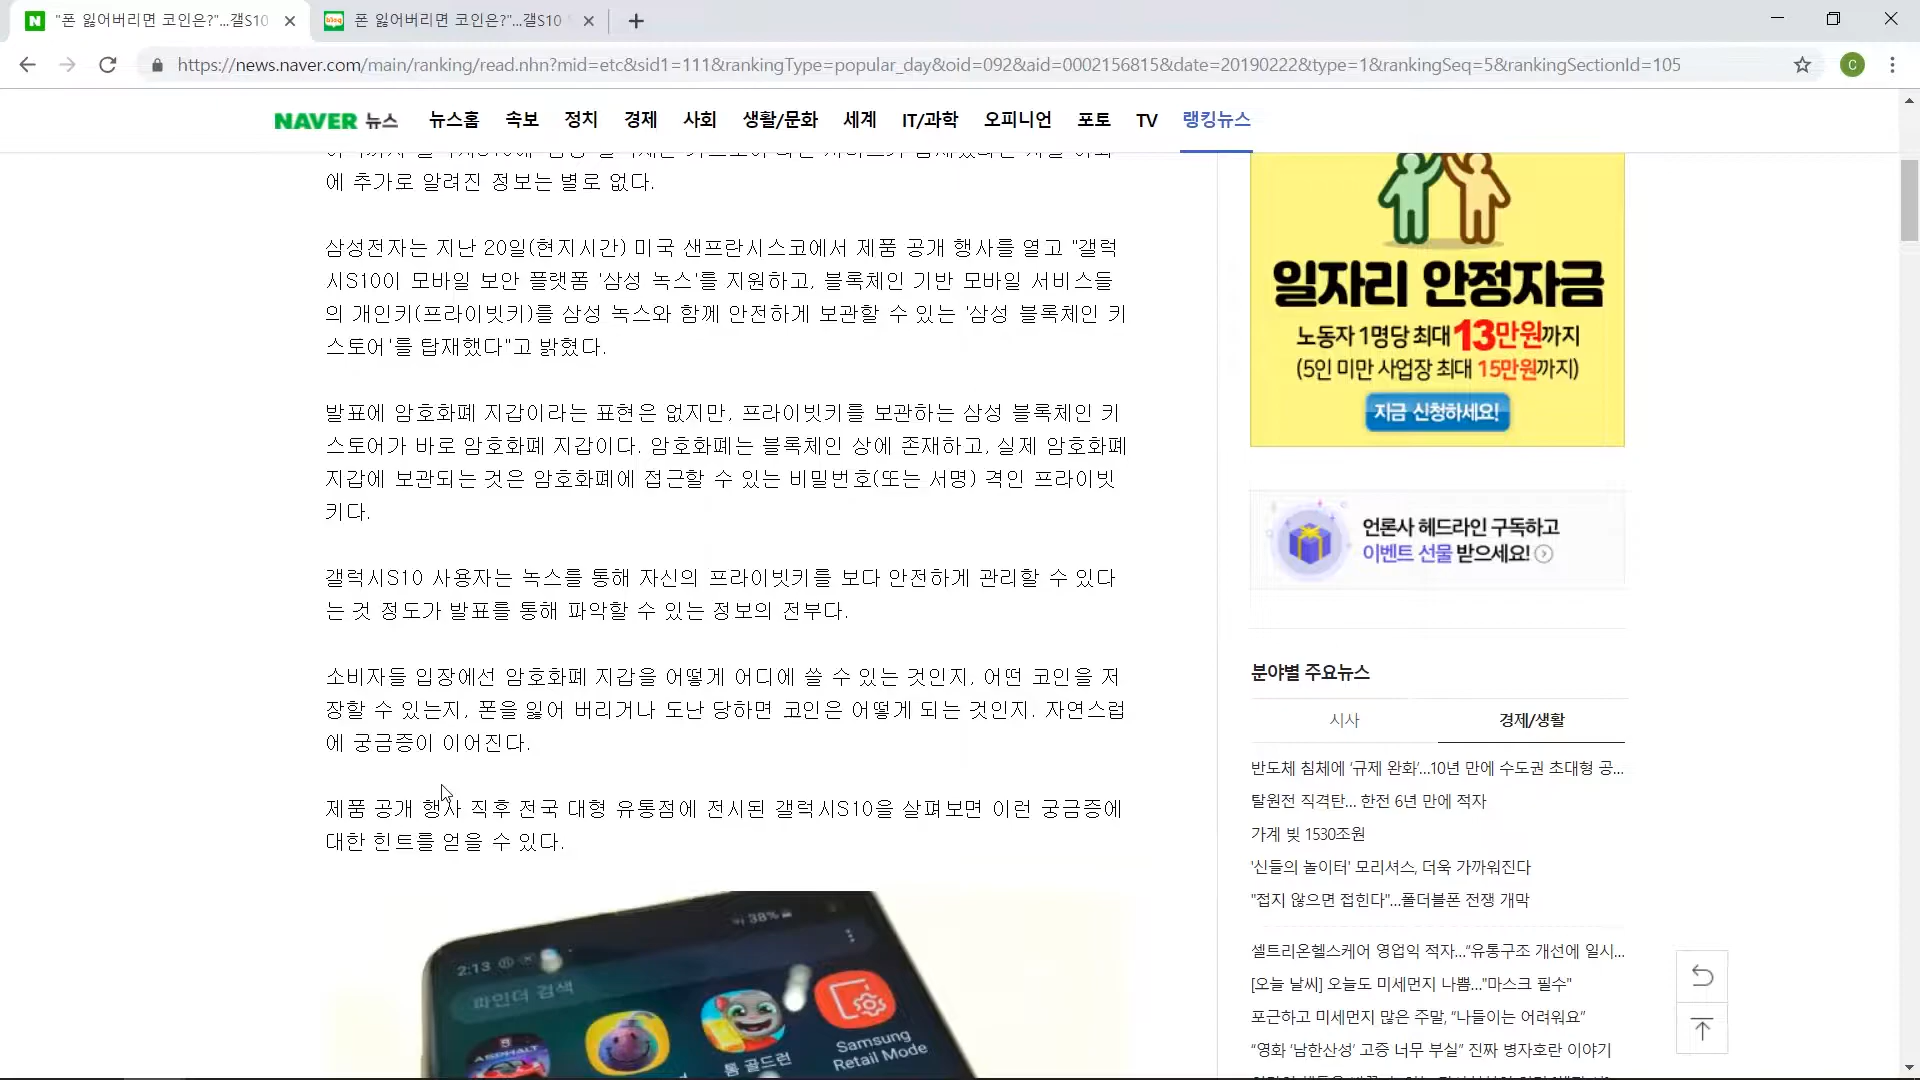 "폰 잃어버리면 코인은?"...갤S10
폰 잃어버리면 코인은?"...갤S10
https://news.naver.com/main/ranking/read.nhn?mid=etc&sid1=111&rankingType=popular_day&oid=092&aid=0002156815&date=20190222&type=1&rankingSeq=5&rankingSectionId=105
C
NAVER 뉴스 뉴스홈 속보 정치 경제 사회 생활/문화 세계 IT/과학 오피니언 포토 TV 랭킹뉴스
에 추가로 알려진 정보는 별로 없다.
삼성전자는 지난 20일(현지시간) 미국 샌프란시스코에서 제품 공개 행사를 열고 "갤럭
시S10이 모바일 보안 플랫폼 '삼성 녹스'를 지원하고, 블록체인 기반 모바일 서비스들
의 개인키(프라이빗키)를 삼성 녹스와 함께 안전하게 보관할 수 있는 '삼성 블록체인 키
스토어'를 탑재했다"고 밝혔다.
발표에 암호화폐 지갑이라는 표현은 없지만, 프라이빗키를 보관하는 삼성 블록체인 키
스토어가 바로 암호화폐 지갑이다. 암호화폐는 블록체인 상에 존재하고, 실제 암호화폐
지갑에 보관되는 것은 암호화폐에 접근할 수 있는 비밀번호(또는 서명) 격인 프라이빗
키다.
갤럭시S10 사용자는 녹스를 통해 자신의 프라이빗키를 보다 안전하게 관리할 수 있다
는 것 정도가 발표를 통해 파악할 수 있는 정보의 전부다.
소비자들 입장에선 암호화폐 지갑을 어떻게 어디에 쓸 수 있는 것인지, 어떤 코인을 저
장할 수 있는지, 폰을 잃어 버리거나 도난 당하면 코인은 어떻게 되는 것인지. 자연스럽
에 궁금증이 이어진다.
제품 공개 행사 직후 전국 대형 유통점에 전시된 갤럭시S10을 살펴보면 이런 궁금증에
대한 힌트를 얻을 수 있다.
38%
2:13
파인더 검색
ASPHALT
톰 골드런
Samsung
Retail Mode
일자리 안정자금
노동자 1명당 최대 13만원까지
(5인 미만 사업장 최대 15만원까지)
지금 신청하세요!
언론사 헤드라인 구독하고
이벤트 선물 받으세요!
분야별 주요뉴스
시사 경제/생활
반도체 침체에 '규제 완화'...10년 만에 수도권 초대형 공...
탈원전 직격탄... 한전 6년 만에 적자
가계 빚 1530조원
'신들의 놀이터' 모리셔스, 더욱 가까워진다
"접지 않으면 접힌다"...폴더블폰 전쟁 개막
셀트리온헬스케어 영업익 적자..."유통구조 개선에 일시...
[오늘 날씨] 오늘도 미세먼지 나쁨..."마스크 필수"
포근하고 미세먼지 많은 주말, "나들이는 어려워요"
"영화 '남한산성' 고증 너무 부실" 진짜 병자호란 이야기